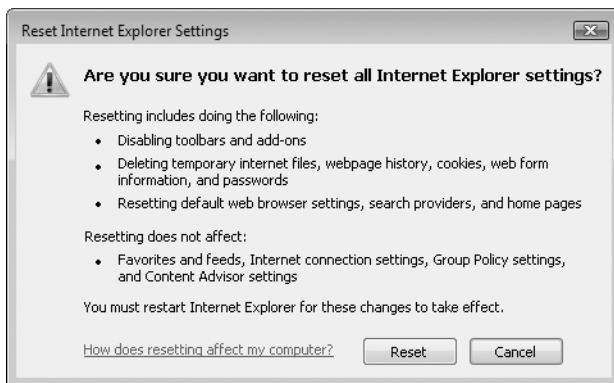 Reset Internet Explorer Settings
Are you sure you want to reset all Internet Explorer settings?
Resetting includes doing the following:
• Disabling toolbars and add-ons
• Deleting temporary internet files, webpage history, cookies, web form
information, and passwords
• Resetting default web browser settings, search providers, and home pages
Resetting does not affect:
• Favorites and feeds, Internet connection settings, Group Policy settings,
and Content Advisor settings
You must restart Internet Explorer for these changes to take effect.
How does resetting affect my computer? Reset Cancel